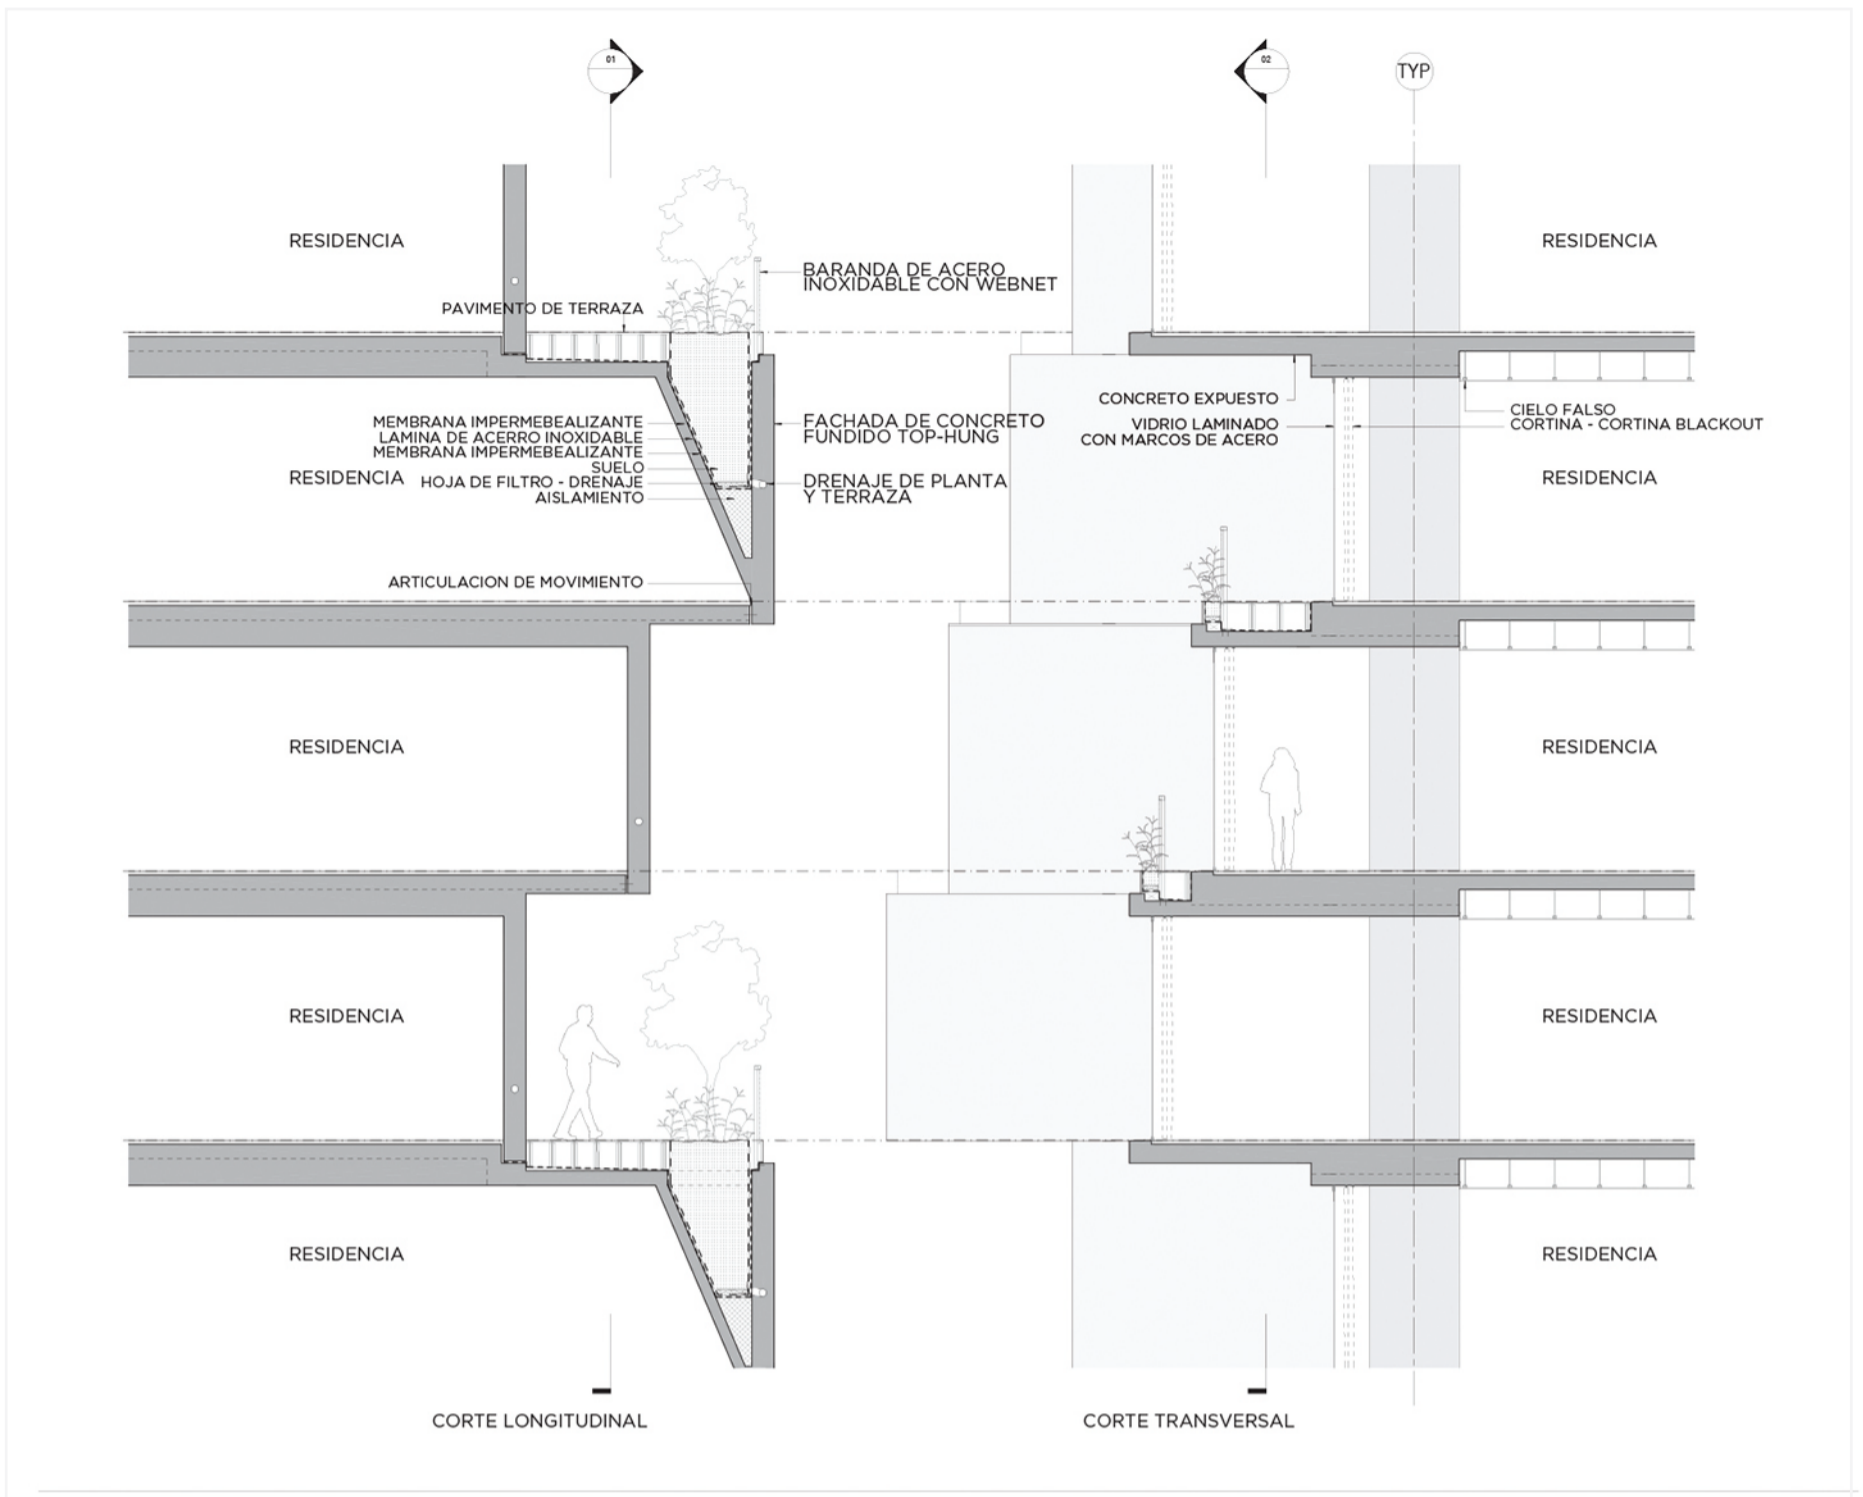 01
02
TYP
RESIDENCIA
RESIDENCIA
BARANDA DE ACERO
INOXIDABLE CON WEBNET
PAVIMENTO DE TERRAZA
CONCRETO EXPUESTO
VIDRIO LAMINADO
CON MARCOS DE ACERO
CIELO FALSO
CORTINA - CORTINA BLACKOUT
MEMBRANA IMPERMEBEALIZANTE
LAMINA DE ACERRO INOXIDABLE
MEMBRANA IMPERMEBEALIZANTE
SUELO
HOJA DE FILTRO - DRENAJE
AISLAMIENTO
FACHADA DE CONCRETO
FUNDIDO TOP-HUNG
DRENAJE DE PLANTA
Y TERRAZA
RESIDENCIA
RESIDENCIA
ARTICULACION DE MOVIMIENTO
RESIDENCIA
RESIDENCIA
RESIDENCIA
RESIDENCIA
RESIDENCIA
RESIDENCIA
CORTE LONGITUDINAL
CORTE TRANSVERSAL